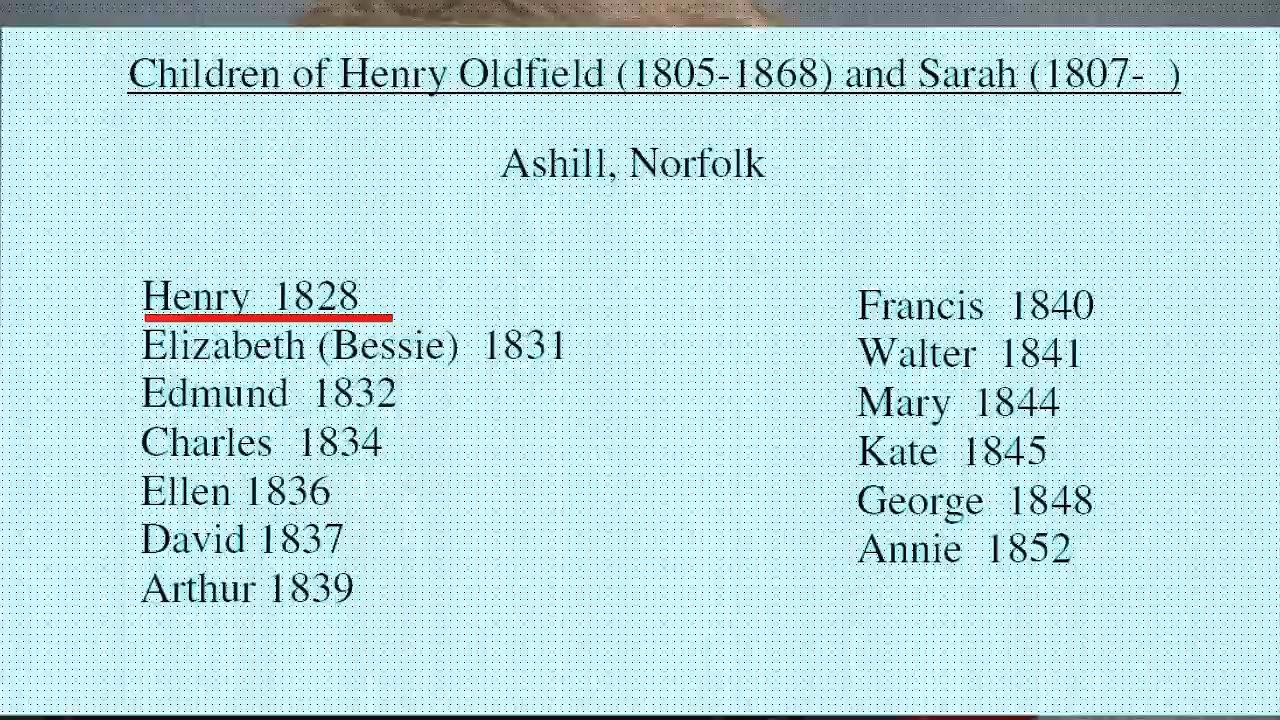 Children of Henry Oldfield (1805-1868) and Sarah (1807-  )
Ashill, Norfolk
Henry  1828
Elizabeth (Bessie)  1831
Edmund  1832
Charles  1834
Ellen 1836
David 1837
Arthur 1839
Francis  1840
Walter  1841
Mary  1844
Kate  1845
George  1848
Annie  1852